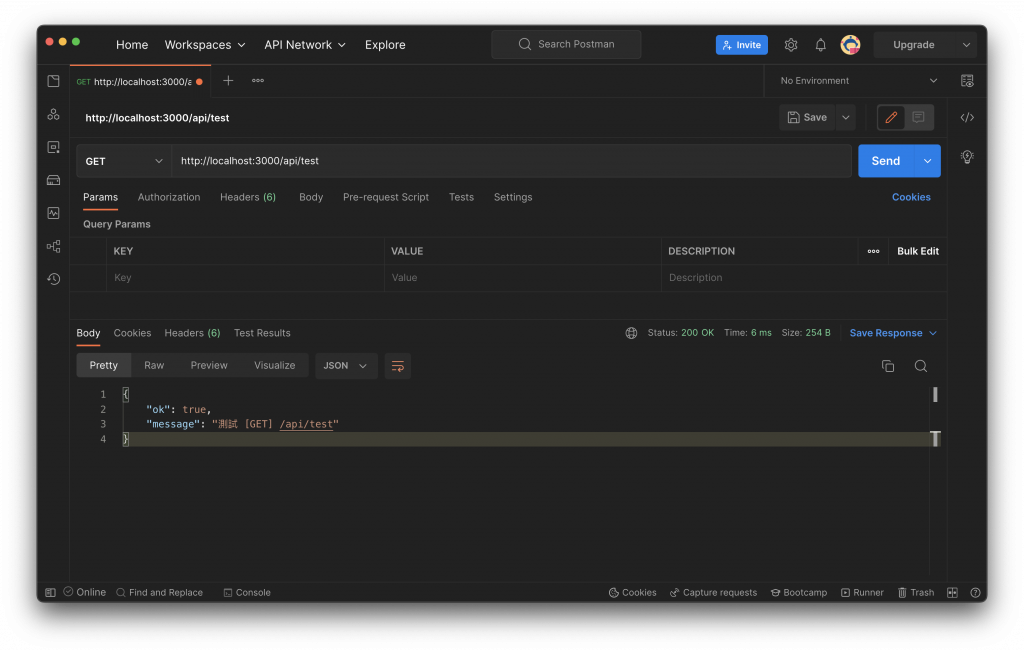 Home Workspaces API Network Explore Search Postman Invite Upgrade
GET http://localhost:3000/a No Environment
http://localhost:3000/api/test Save
GET http://localhost:3000/api/test Send
Params Authorization Headers (6) Body Pre-request Script Tests Settings Cookies
Query Params
KEY VALUE DESCRIPTION Bulk Edit
Key Value Description
Body Cookies Headers (6) Test Results Status: 200 OK Time: 6 ms Size: 254 B Save Response
Pretty Raw Preview Visualize JSON
1 {
2 "ok": true,
3 "message": "測試 [GET] /api/test"
4 }
Online Find and Replace Console Cookies Capture requests Bootcamp Runner Trash